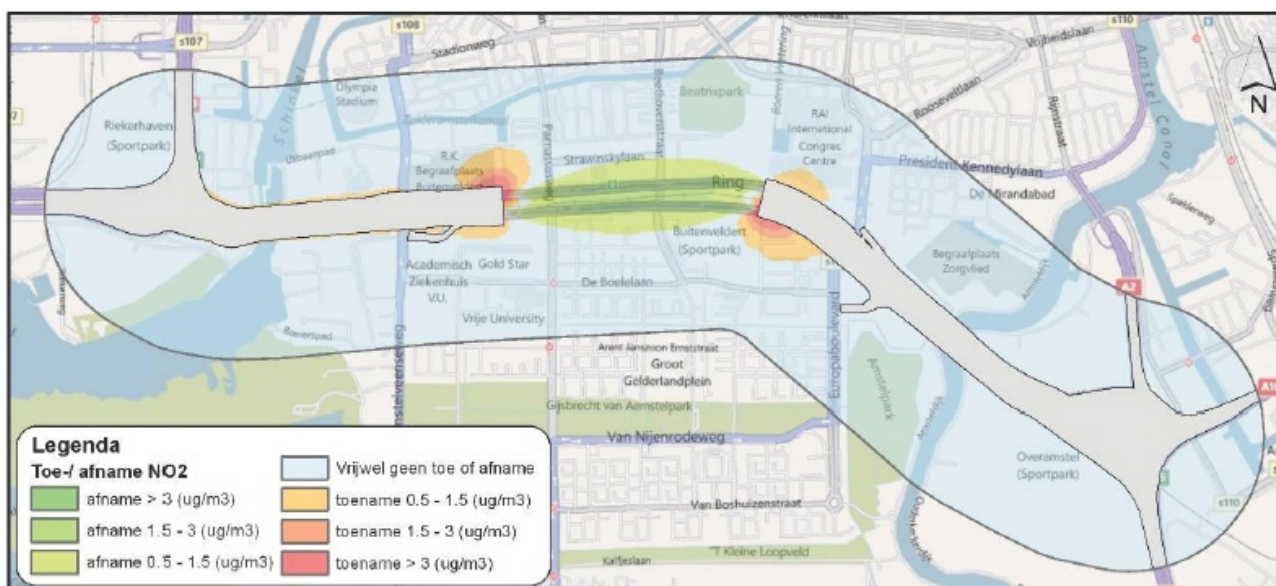 s107
s108
Stadionweg
Vrijheidslaan
s110
Olympia
Stadium
Schinkel
Beethovenstraat
Beatrixpark
Rooseveltlaan
Rijnstraat
Amstel Canal
N
Riekerhaven
(Sportpark)
IJsbaanpad
Zuideramstelkanaal
Parnassusweg
RAI
International
Congres
Centre
R.K.
Begraafplaats
Buitenveldert
Strawinskylaan
Ring
President Kennedylaan
De Mirandabad
Buitenveldert
(Sportpark)
Begraafplaats
Zorgvlied
Amsteldijk
Academisch
Ziekenhuis
V.U.
Gold Star
De Boelelaan
A2
Vrije University
Arent Janszoon Ernststraat
Groot
Gelderlandplein
Europaboulevard
Amstelpark
Gijsbrecht van Aemstelpark
Van Nijenrodeweg
Overamstel
(Sportpark)
s110
Van Boshuizenstraat
'T Kleine Loopveld
Kalfjeslaan
Legenda
Toe-/ afname NO2
afname > 3 (ug/m3)
afname 1.5 - 3 (ug/m3)
afname 0.5 - 1.5 (ug/m3)
Vrijwel geen toe of afname
toename 0.5 - 1.5 (ug/m3)
toename 1.5 - 3 (ug/m3)
toename > 3 (ug/m3)